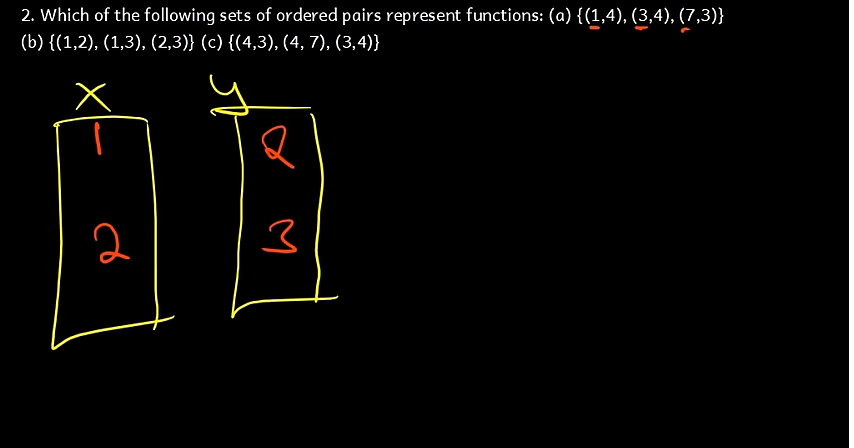 2. Which of the following sets of ordered pairs represent functions: (a) {(1,4), (3,4), (7,3)}
(b) {(1,2), (1,3), (2,3)} (c) {(4,3), (4, 7), (3,4)}
X y
1 2
2 3